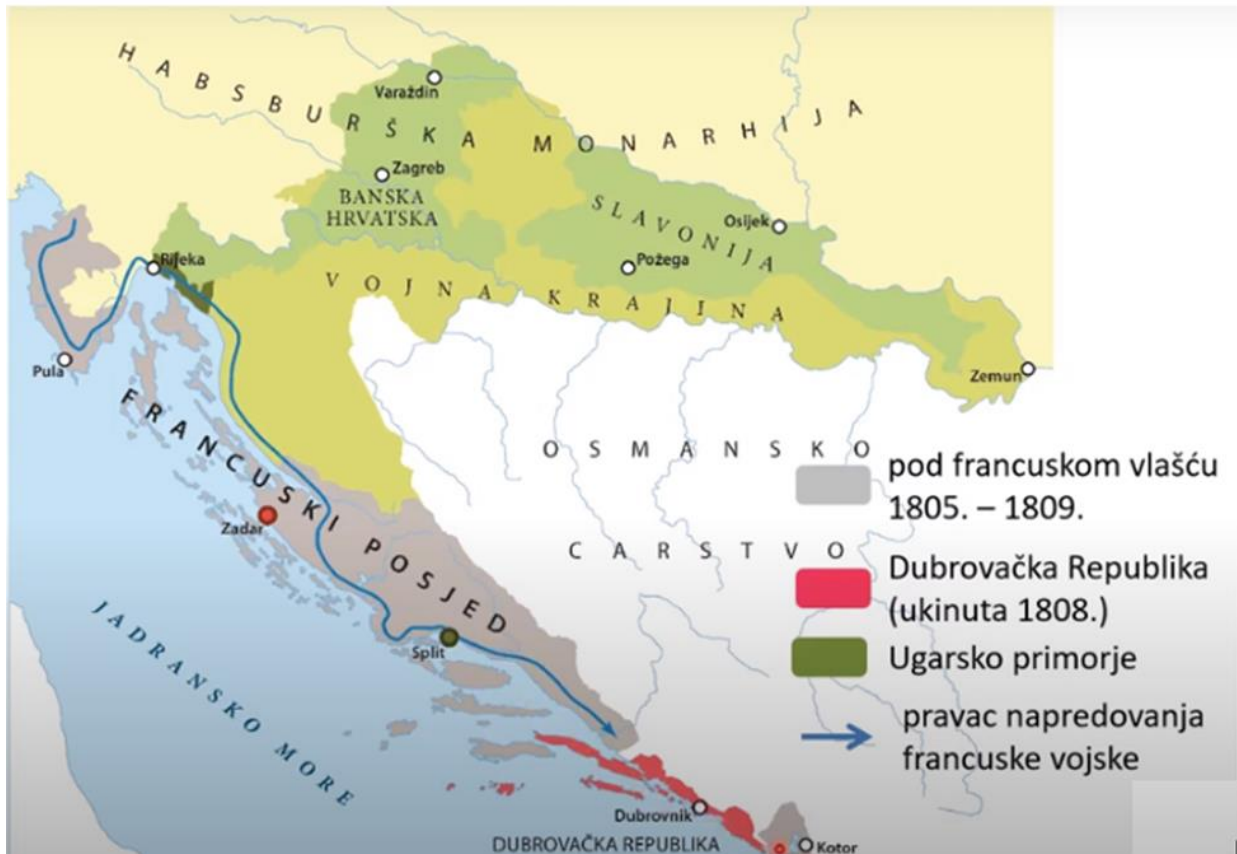 HABSBURŠKA MONARHIJA
Varaždin
Zagreb
BANSKA
HRVATSKA
SLAVONIJA
Osijek
Požega
Rijeka
VOJNA KRAJINA
Pula
Zemun
FRANCUSKI POSJED
OSMANSKO
CARSTVO
Zadar
Split
JADRANSKO MORE
Dubrovnik
DUBROVAČKA REPUBLIKA
Kotor
pod francuskom vlašću
1805. – 1809.
Dubrovačka Republika
(ukinuta 1808.)
Ugarsko primorje
pravac napredovanja
francuske vojske